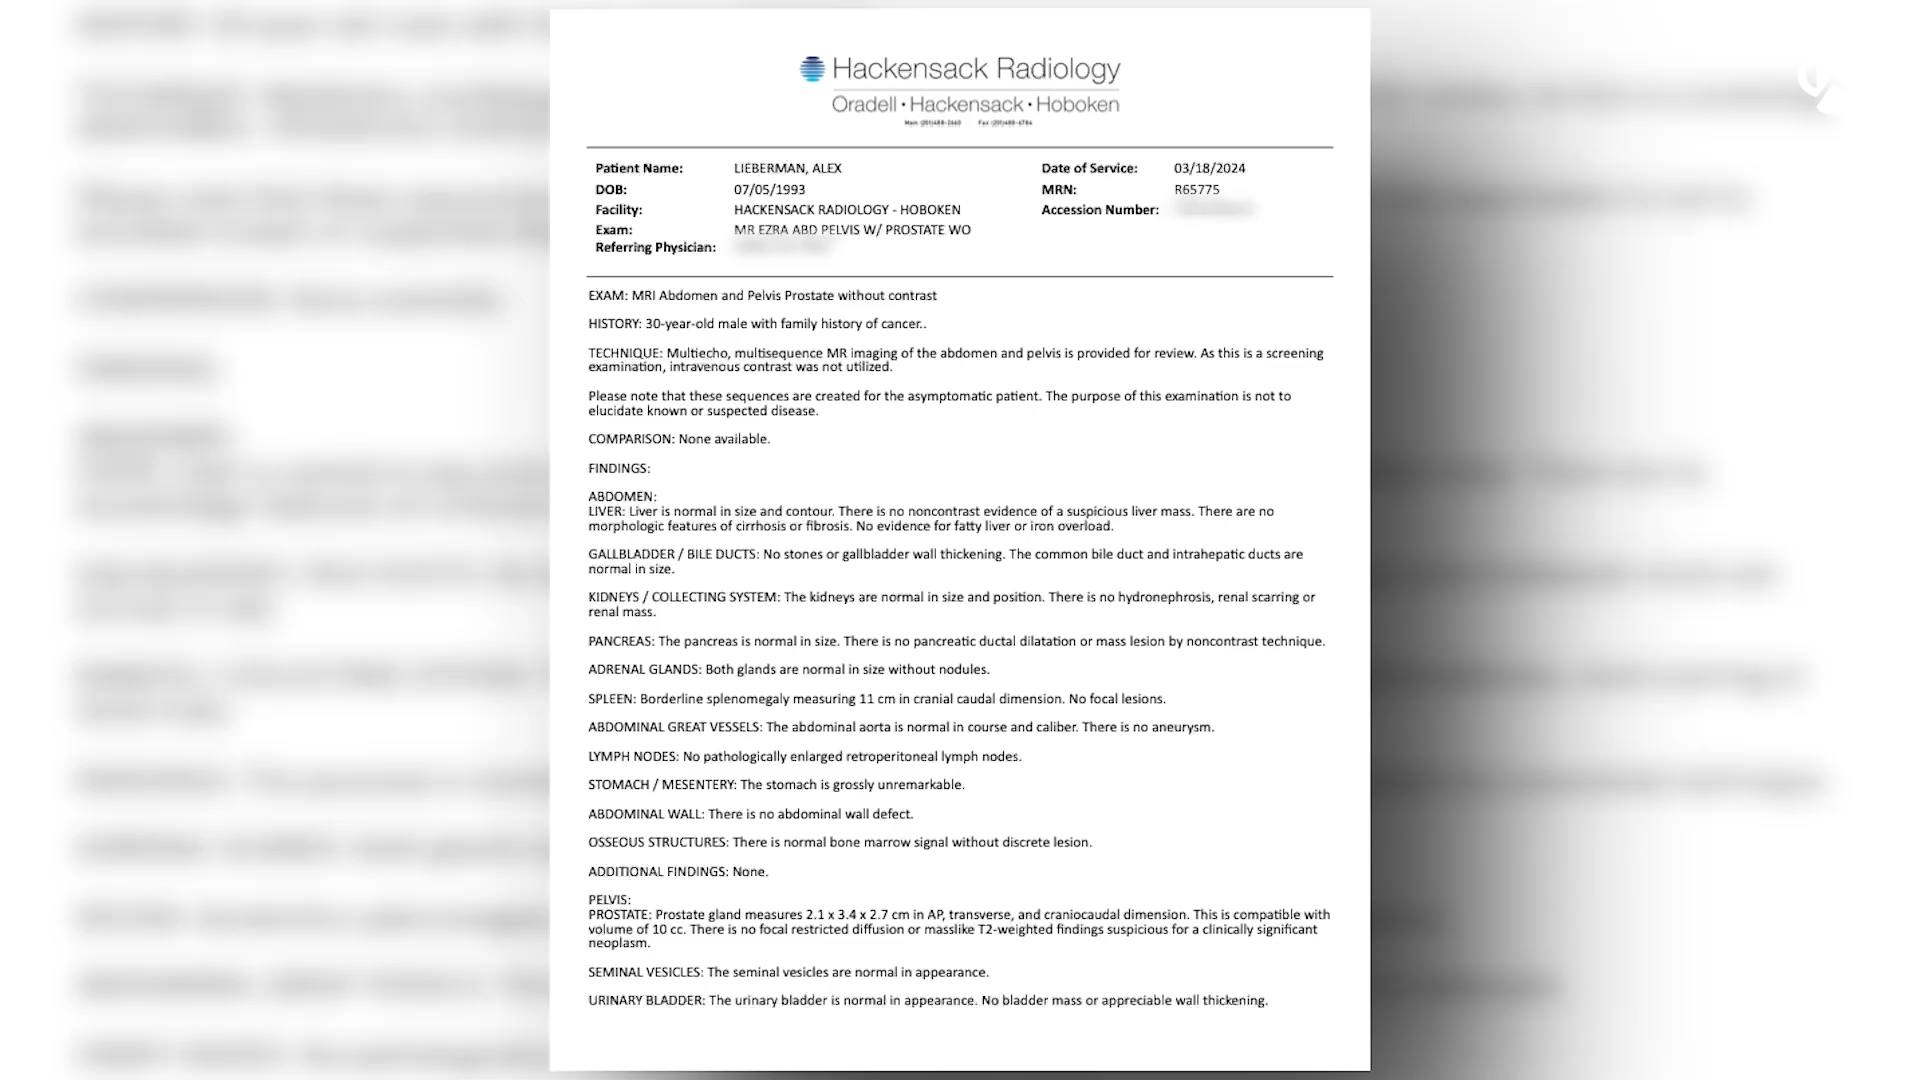 Hackensack Radiology
Oradell • Hackensack • Hoboken
Main (201)488-2660 Fax (201)488-6784
Patient Name: LIEBERMAN, ALEX Date of Service: 03/18/2024
DOB: 07/05/1993 MRN: R65775
Facility: HACKENSACK RADIOLOGY - HOBOKEN Accession Number:
Exam: MR EZRA ABD PELVIS W/ PROSTATE WO
Referring Physician:
EXAM: MRI Abdomen and Pelvis Prostate without contrast
HISTORY: 30-year-old male with family history of cancer..
TECHNIQUE: Multiecho, multisequence MR imaging of the abdomen and pelvis is provided for review. As this is a screening
examination, intravenous contrast was not utilized.
Please note that these sequences are created for the asymptomatic patient. The purpose of this examination is not to
elucidate known or suspected disease.
COMPARISON: None available.
FINDINGS:
ABDOMEN:
LIVER: Liver is normal in size and contour. There is no noncontrast evidence of a suspicious liver mass. There are no
morphologic features of cirrhosis or fibrosis. No evidence for fatty liver or iron overload.
GALLBLADDER / BILE DUCTS: No stones or gallbladder wall thickening. The common bile duct and intrahepatic ducts are
normal in size.
KIDNEYS / COLLECTING SYSTEM: The kidneys are normal in size and position. There is no hydronephrosis, renal scarring or
renal mass.
PANCREAS: The pancreas is normal in size. There is no pancreatic ductal dilatation or mass lesion by noncontrast technique.
ADRENAL GLANDS: Both glands are normal in size without nodules.
SPLEEN: Borderline splenomegaly measuring 11 cm in cranial caudal dimension. No focal lesions.
ABDOMINAL GREAT VESSELS: The abdominal aorta is normal in course and caliber. There is no aneurysm.
LYMPH NODES: No pathologically enlarged retroperitoneal lymph nodes.
STOMACH / MESENTERY: The stomach is grossly unremarkable.
ABDOMINAL WALL: There is no abdominal wall defect.
OSSEOUS STRUCTURES: There is normal bone marrow signal without discrete lesion.
ADDITIONAL FINDINGS: None.
PELVIS:
PROSTATE: Prostate gland measures 2.1 x 3.4 x 2.7 cm in AP, transverse, and craniocaudal dimension. This is compatible with
volume of 10 cc. There is no focal restricted diffusion or masslike T2-weighted findings suspicious for a clinically significant
neoplasm.
SEMINAL VESICLES: The seminal vesicles are normal in appearance.
URINARY BLADDER: The urinary bladder is normal in appearance. No bladder mass or appreciable wall thickening.